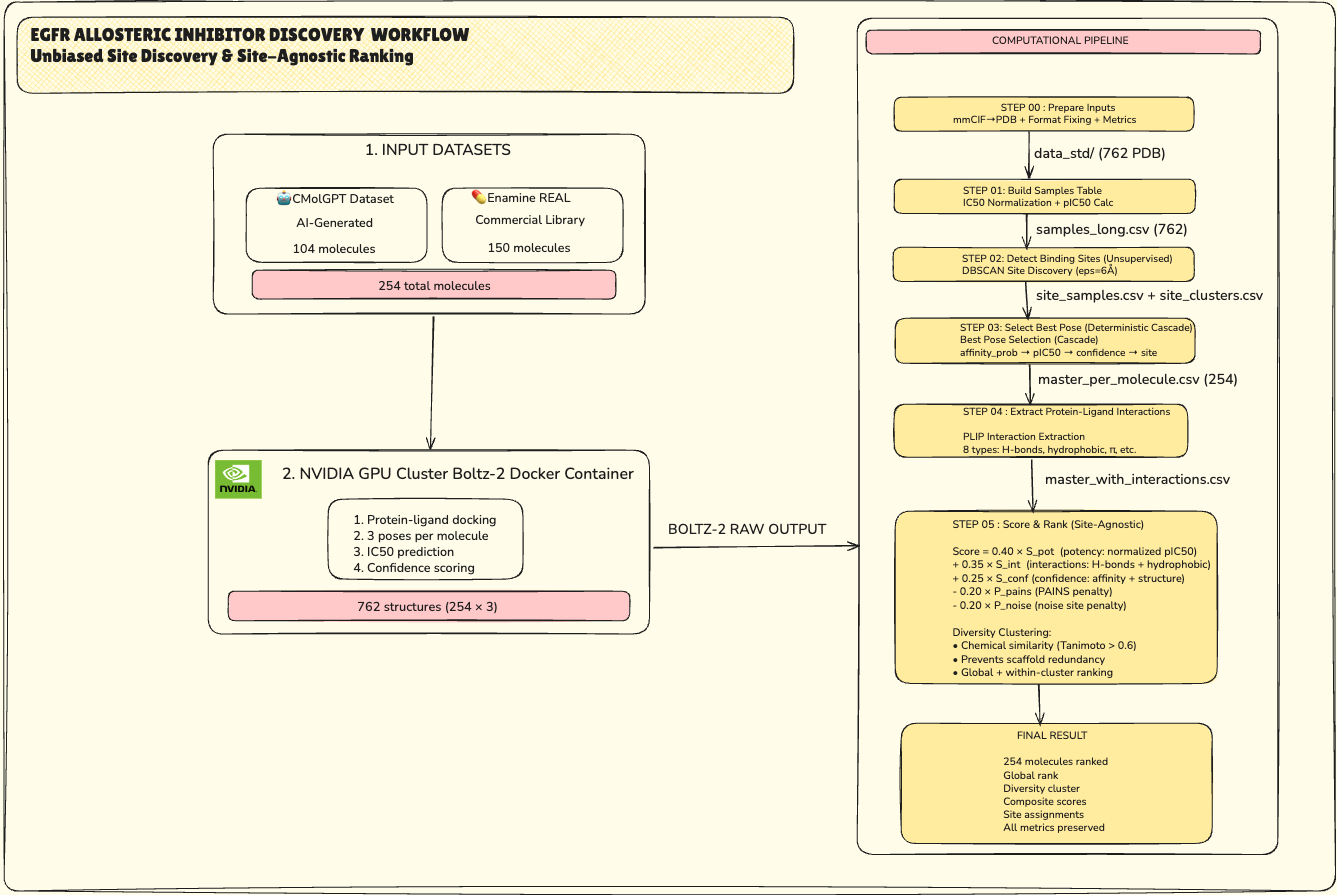 EGFR ALLOSTERIC INHIBITOR DISCOVERY WORKFLOW
Unbiased Site Discovery & Site-Agnostic Ranking
1. INPUT DATASETS
🤖CMolGPT Dataset
AI-Generated
104 molecules
💊Enamine REAL
Commercial Library
150 molecules
254 total molecules
NVIDIA.
2. NVIDIA GPU Cluster Boltz-2 Docker Container
1. Protein-ligand docking
2. 3 poses per molecule
3. IC50 prediction
4. Confidence scoring
762 structures (254 × 3)
BOLTZ-2 RAW OUTPUT
COMPUTATIONAL PIPELINE
STEP 00 : Prepare Inputs
mmCIF→PDB + Format Fixing + Metrics
data_std/ (762 PDB)
STEP 01: Build Samples Table
IC50 Normalization + pIC50 Calc
samples_long.csv (762)
STEP 02: Detect Binding Sites (Unsupervised)
DBSCAN Site Discovery (eps=6Å)
site_samples.csv + site_clusters.csv
STEP 03: Select Best Pose (Deterministic Cascade)
Best Pose Selection (Cascade)
affinity_prob → pIC50 → confidence → site
master_per_molecule.csv (254)
STEP 04 : Extract Protein-Ligand Interactions
PLIP Interaction Extraction
8 types: H-bonds, hydrophobic, π, etc.
master_with_interactions.csv
STEP 05 : Score & Rank (Site-Agnostic)
Score = 0.40 × S_pot (potency: normalized pIC50)
+ 0.35 × S_int (interactions: H-bonds + hydrophobic)
+ 0.25 × S_conf (confidence: affinity + structure)
- 0.20 × P_pains (PAINS penalty)
- 0.20 × P_noise (noise site penalty)
Diversity Clustering:
• Chemical similarity (Tanimoto > 0.6)
• Prevents scaffold redundancy
• Global + within-cluster ranking
FINAL RESULT
254 molecules ranked
Global rank
Diversity cluster
Composite scores
Site assignments
All metrics preserved